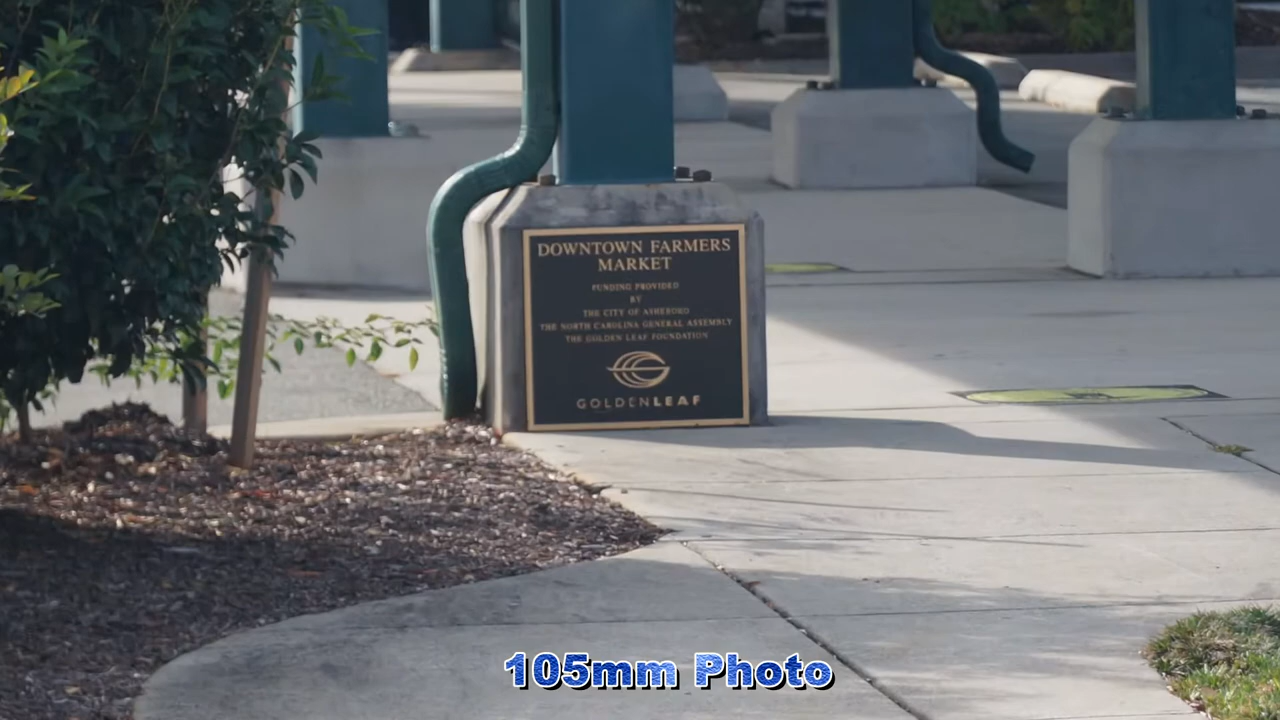 DOWNTOWN FARMERS
MARKET
FUNDING PROVIDED
BY
THE CITY OF ASHEBORO
THE NORTH CAROLINA GENERAL ASSEMBLY
THE GOLDEN LEAF FOUNDATION
GOLDENLEAF
105mm Photo